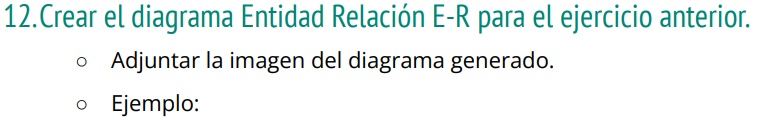 12.Crear el diagrama Entidad Relación E-R para el ejercicio anterior.
○ Adjuntar la imagen del diagrama generado.
○ Ejemplo: